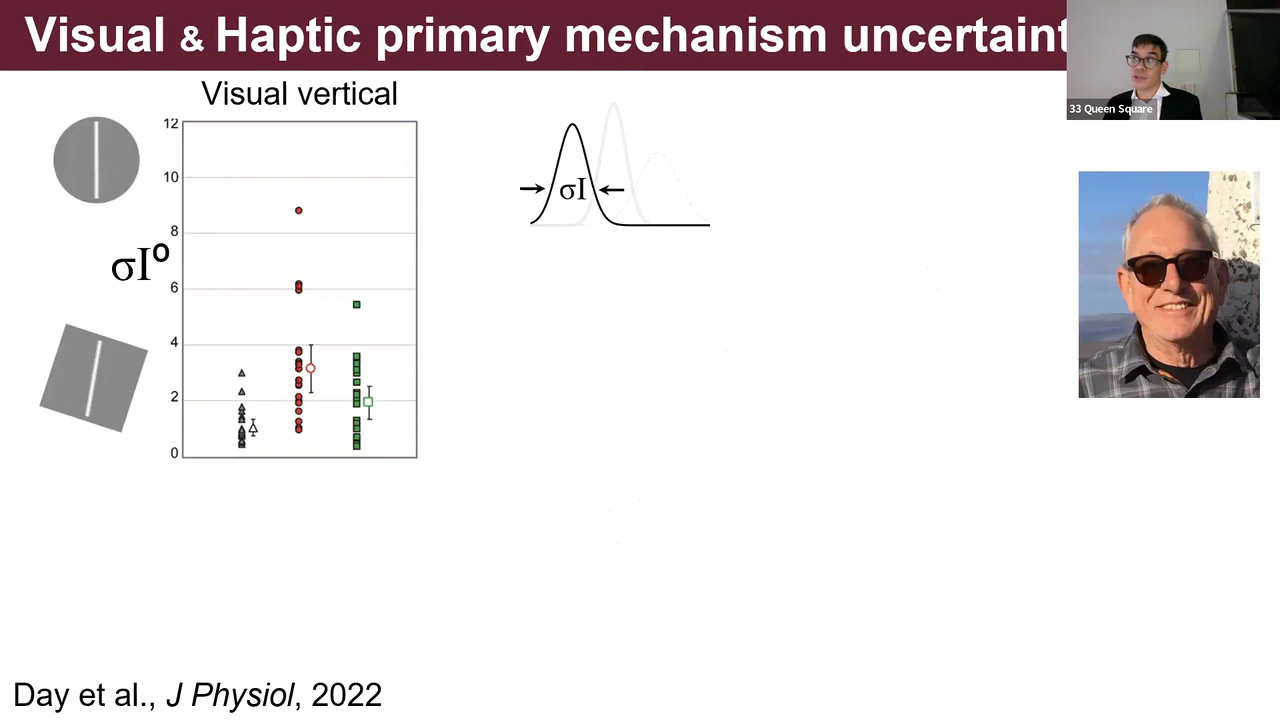 Visual & Haptic primary mechanism uncertaint
33 Queen Square
Visual vertical
12
10
8
6
4
2
0
σIº
σI
Day et al., J Physiol, 2022